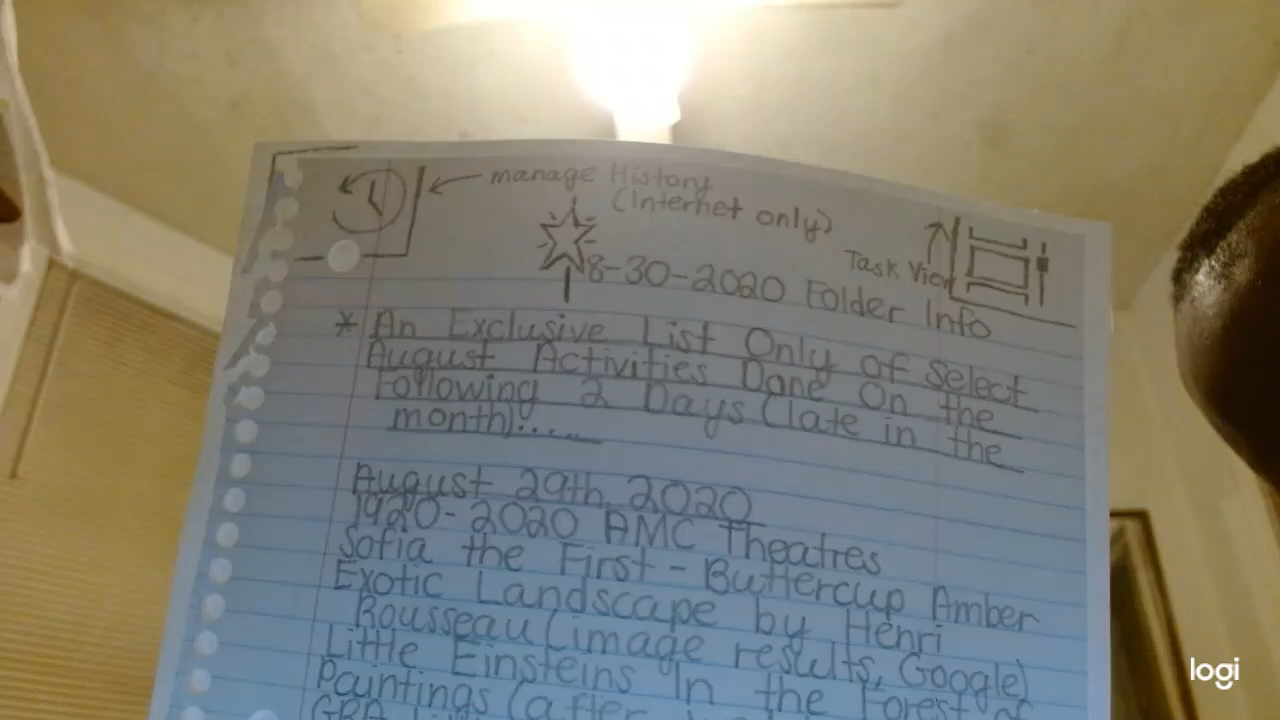 manage History
(Internet only)
Task View
8-30-2020 Folder Info
* An Exclusive List Only of Select
August Activities Done On the
Following 2 Days (late in the
month):.....
August 29th, 2020
1920-2020 AMC Theatres
Sofia the First - Buttercup Amber
Exotic Landscape by Henri
Rousseau (image results, Google)
Little Einsteins In the Forest of
Paintings (after
GBA
logi